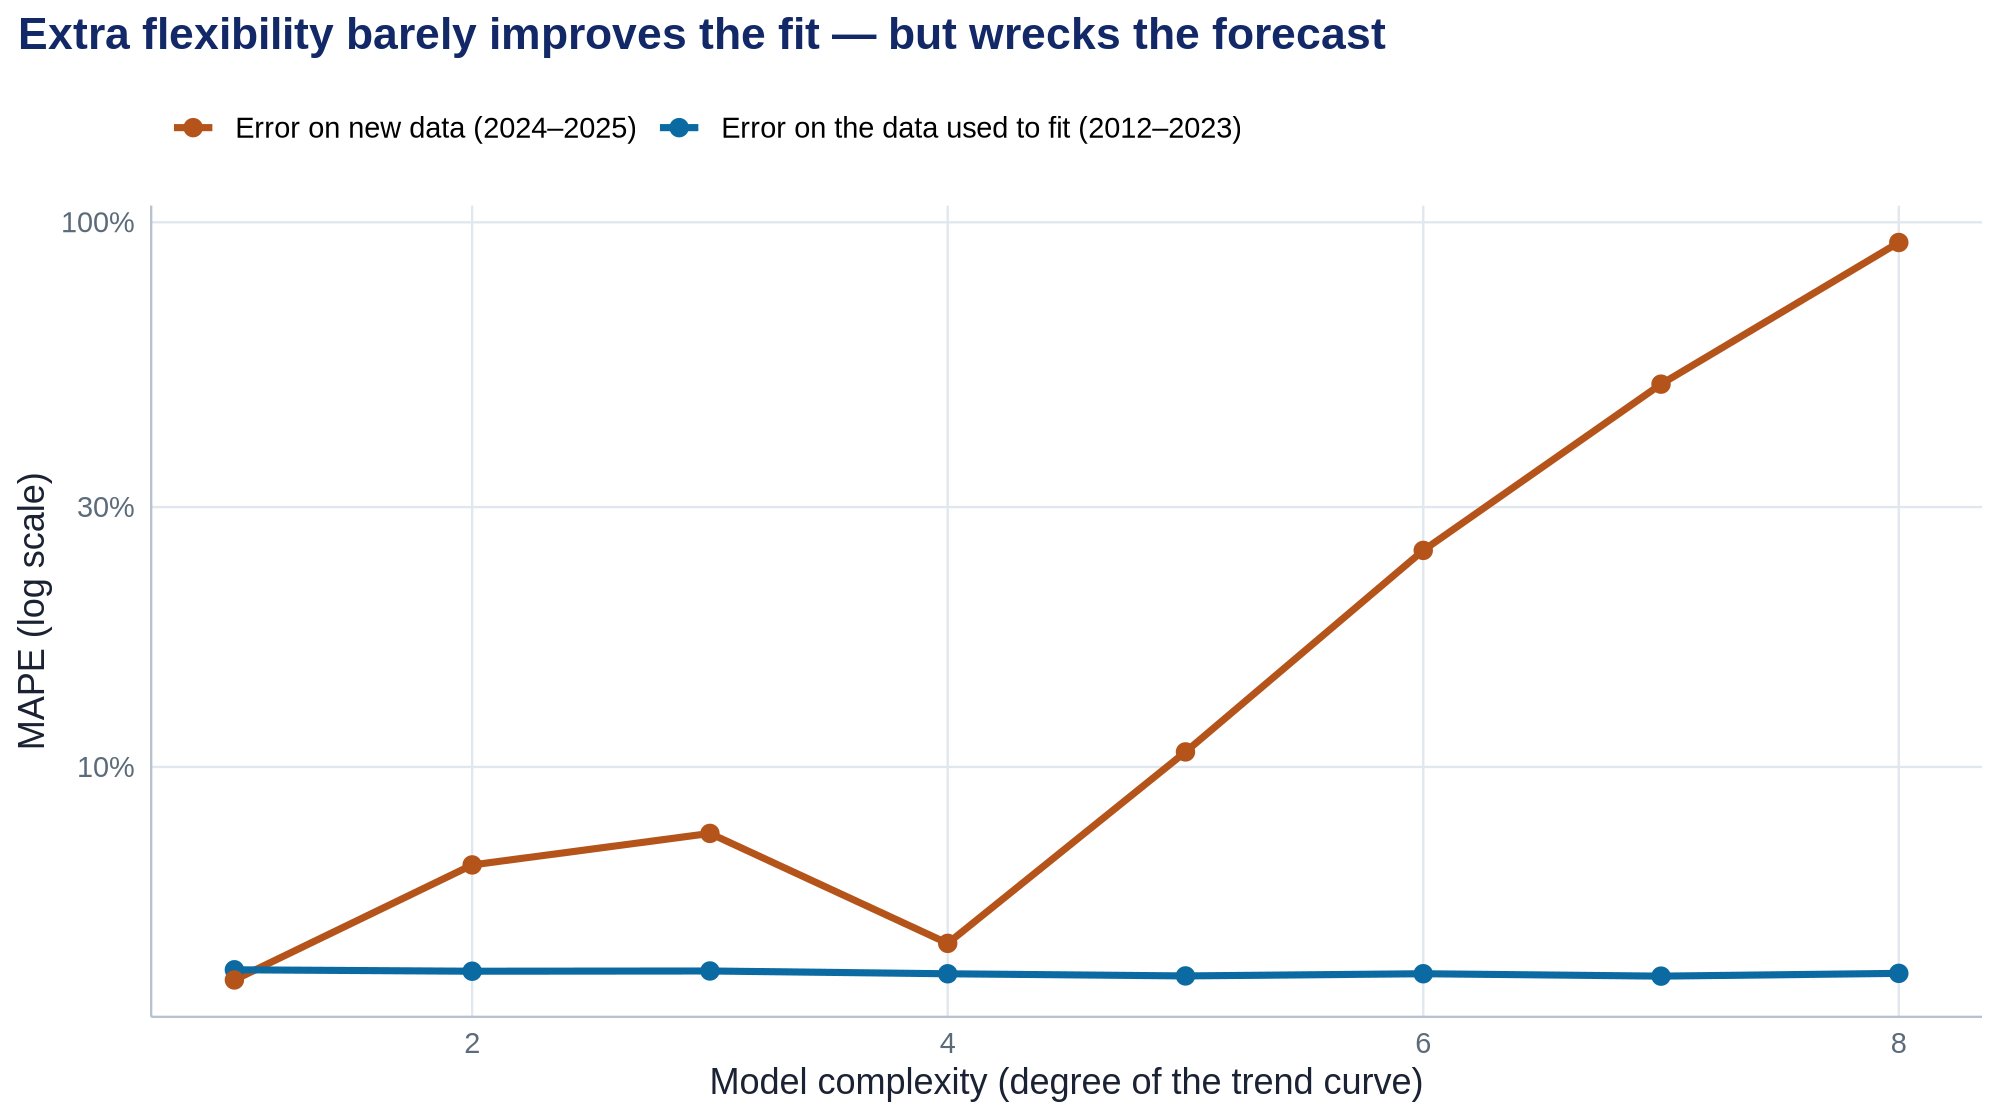 Extra flexibility barely improves the fit — but wrecks the forecast
Error on new data (2024–2025)
Error on the data used to fit (2012–2023)
MAPE (log scale)
100%
30%
10%
2
4
6
8
Model complexity (degree of the trend curve)